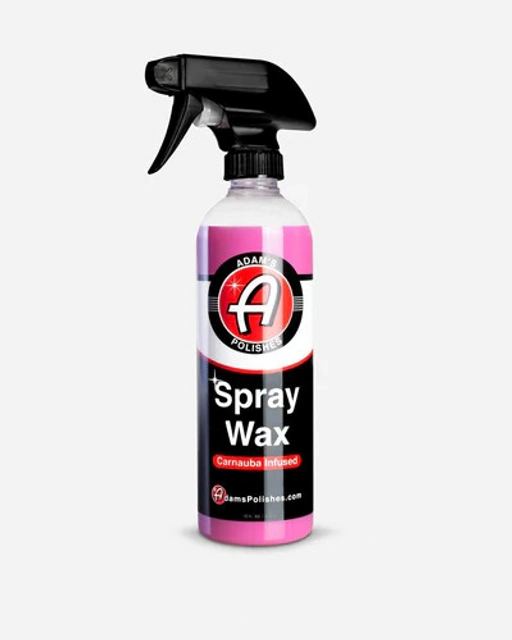 ADAM'S
A
POLISHES
Spray
Wax
Carnauba Infused
AdamsPolishes.com